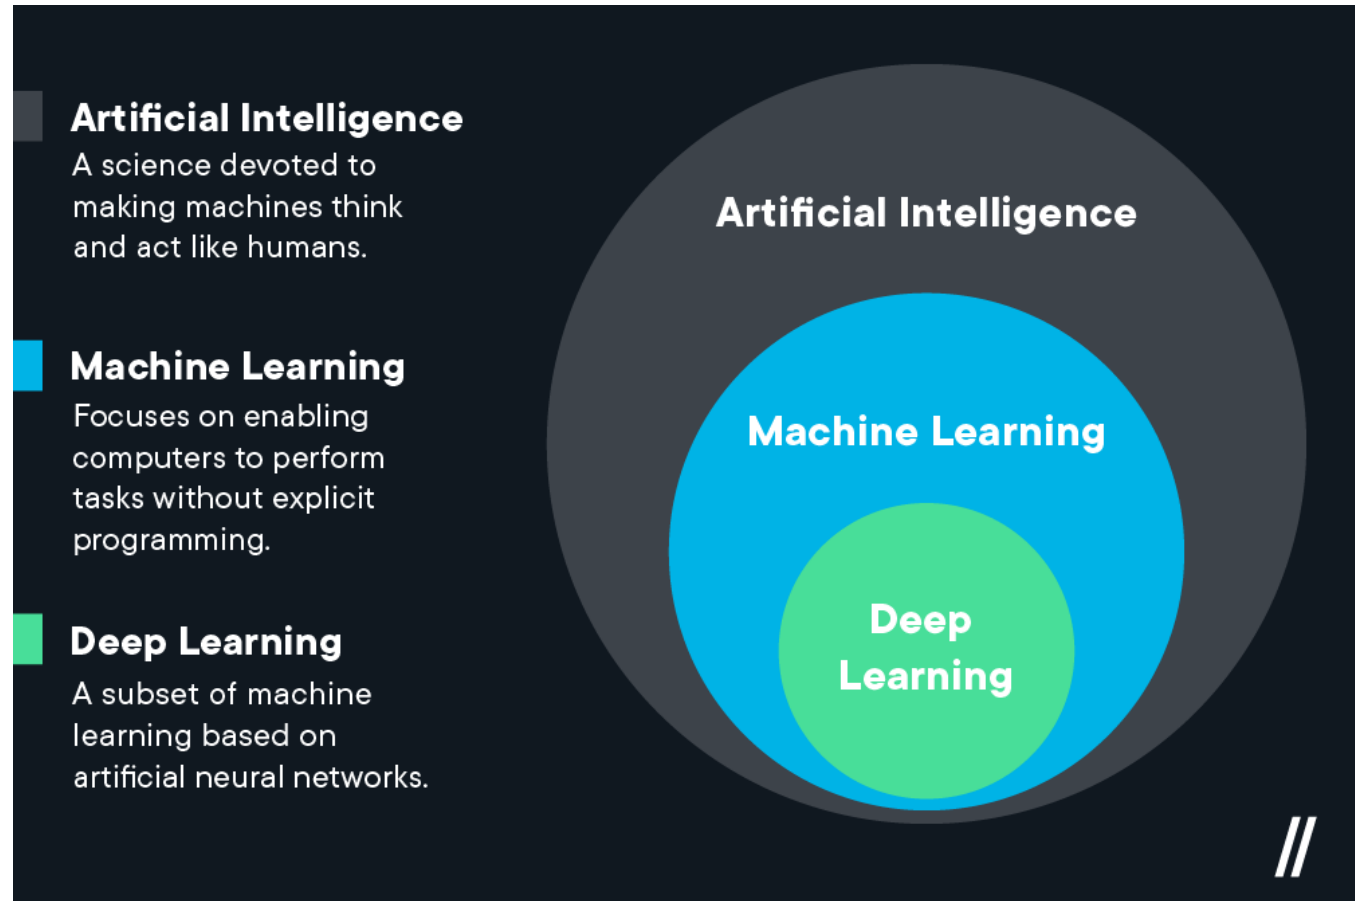 Artificial Intelligence
A science devoted to
making machines think
and act like humans.
Machine Learning
Focuses on enabling
computers to perform
tasks without explicit
programming.
Deep Learning
A subset of machine
learning based on
artificial neural networks.
Artificial Intelligence
Machine Learning
Deep
Learning
//